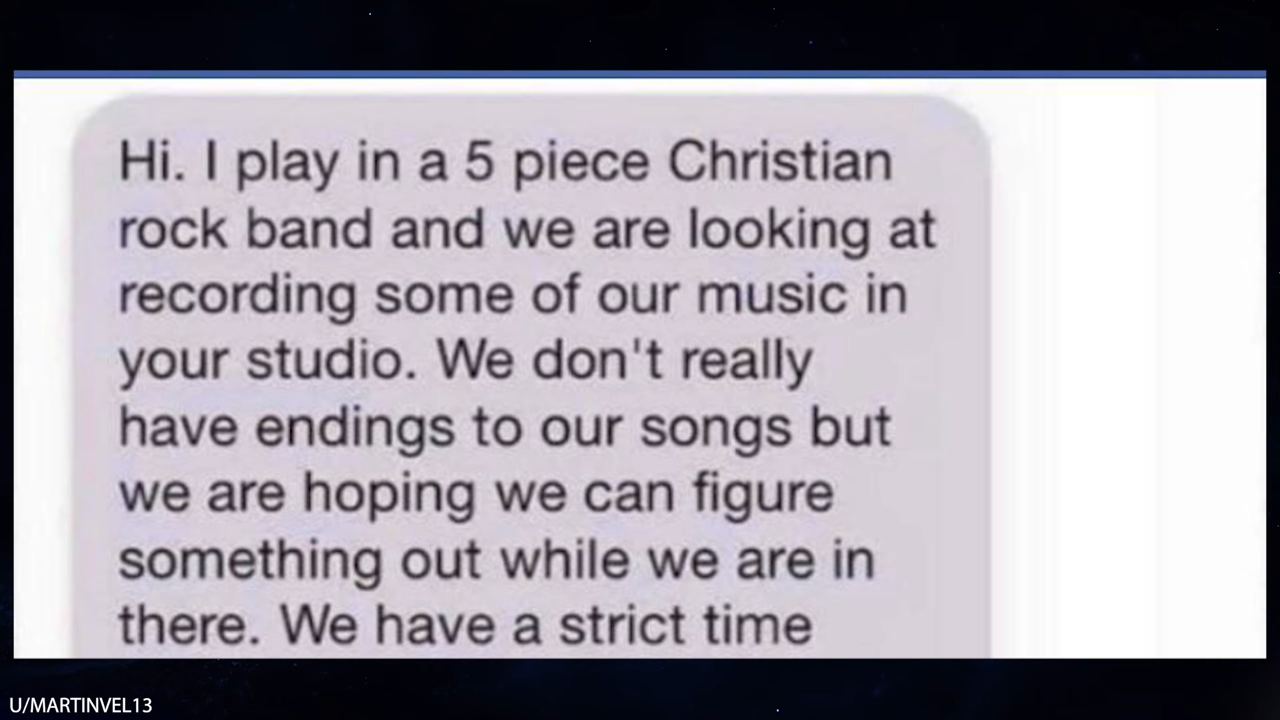 Hi. I play in a 5 piece Christian
rock band and we are looking at
recording some of our music in
your studio. We don't really
have endings to our songs but
we are hoping we can figure
something out while we are in
there. We have a strict time
U/MARTINVEL13